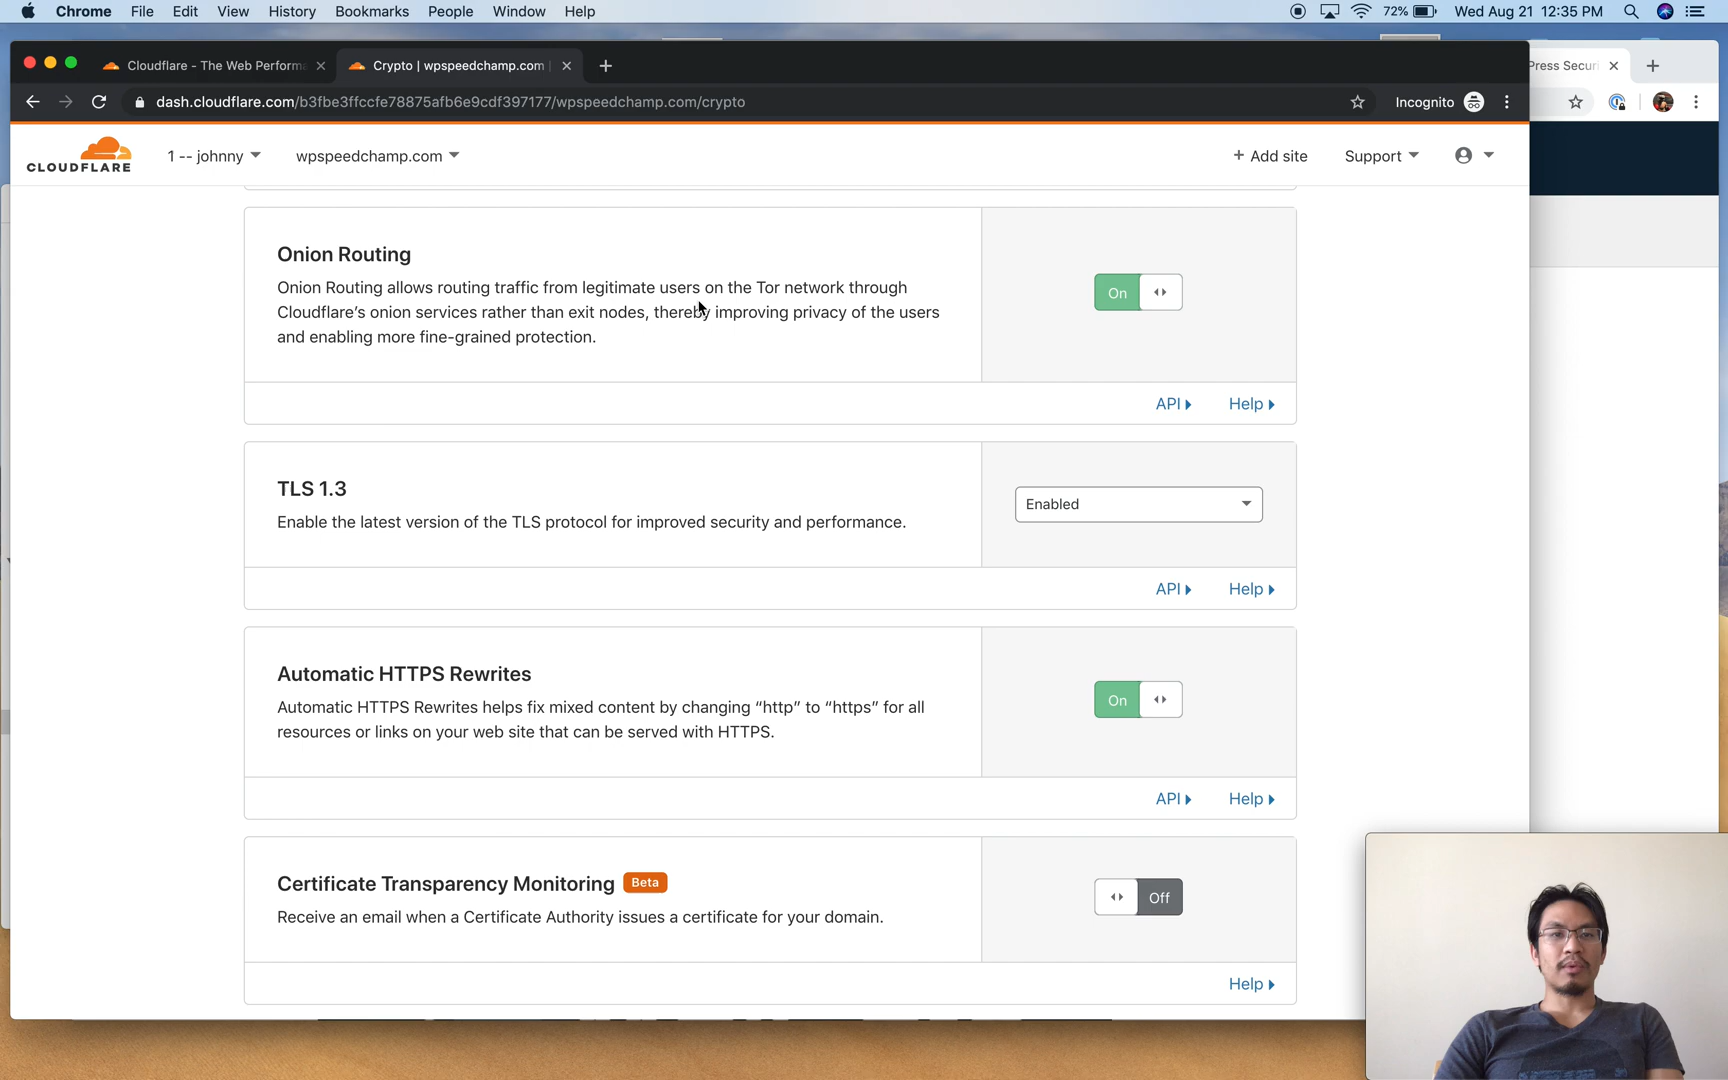 Chrome File Edit View History Bookmarks People Window Help 72% Wed Aug 21 12:35 PM
Cloudflare - The Web Performa Crypto | wpspeedchamp.com | Press Securi
dash.cloudflare.com/b3fbe3ffccfe78875afb6e9cdf397177/wpspeedchamp.com/crypto Incognito
CLOUDFLARE 1 -- johnny wpspeedchamp.com + Add site Support
Onion Routing
Onion Routing allows routing traffic from legitimate users on the Tor network through
Cloudflare’s onion services rather than exit nodes, thereby improving privacy of the users
and enabling more fine-grained protection.
On
API Help
TLS 1.3
Enable the latest version of the TLS protocol for improved security and performance.
Enabled
API Help
Automatic HTTPS Rewrites
Automatic HTTPS Rewrites helps fix mixed content by changing “http” to “https” for all
resources or links on your web site that can be served with HTTPS.
On
API Help
Certificate Transparency Monitoring Beta
Receive an email when a Certificate Authority issues a certificate for your domain.
Off
Help